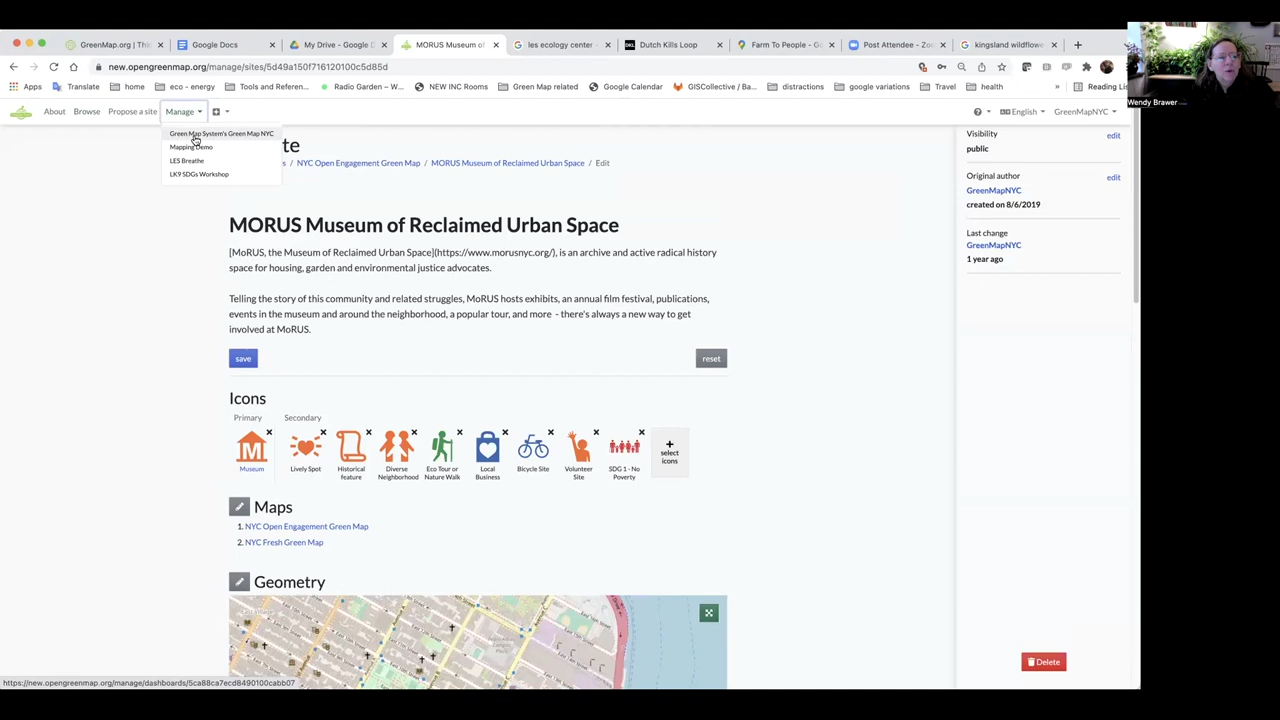 GreenMap.org | Thi
Google Docs
My Drive - Google D
MORUS Museum of
les ecology center -
Dutch Kills Loop
Farm To People - Go
Post Attendee - Zoo
kingsland wildflowe
new.opengreenmap.org/manage/sites/5d49a150f716120100c5d85d
Apps
Translate
home
eco - energy
Tools and Referen...
Radio Garden – W...
NEW INC Rooms
Green Map related
Google Calendar
GISCollective / Ba...
distractions
google variations
Travel
health
Reading Lis
Wendy Brawer
About
Browse
Propose a site
Manage
English
GreenMapNYC
Green Map System's Green Map NYC
Mapping Demo
LES Breathe
LK9 SDGs Workshop
te
s / NYC Open Engagement Green Map / MORUS Museum of Reclaimed Urban Space / Edit
MORUS Museum of Reclaimed Urban Space
[MoRUS, the Museum of Reclaimed Urban Space](https://www.morusnyc.org/), is an archive and active radical history
space for housing, garden and environmental justice advocates.
Telling the story of this community and related struggles, MoRUS hosts exhibits, an annual film festival, publications,
events in the museum and around the neighborhood, a popular tour, and more - there's always a new way to get
involved at MoRUS.
save
reset
Icons
Primary
Secondary
M
Museum
Lively Spot
Historical
feature
Diverse
Neighborhood
Eco Tour or
Nature Walk
Local
Business
Bicycle Site
Volunteer
Site
SDG 1 - No
Poverty
+
select
icons
Maps
1. NYC Open Engagement Green Map
2. NYC Fresh Green Map
Geometry
Visibility
edit
public
Original author
edit
GreenMapNYC
created on 8/6/2019
Last change
GreenMapNYC
1 year ago
Delete
https://new.opengreenmap.org/manage/dashboards/5ca88ca7ecd8490100cabb07